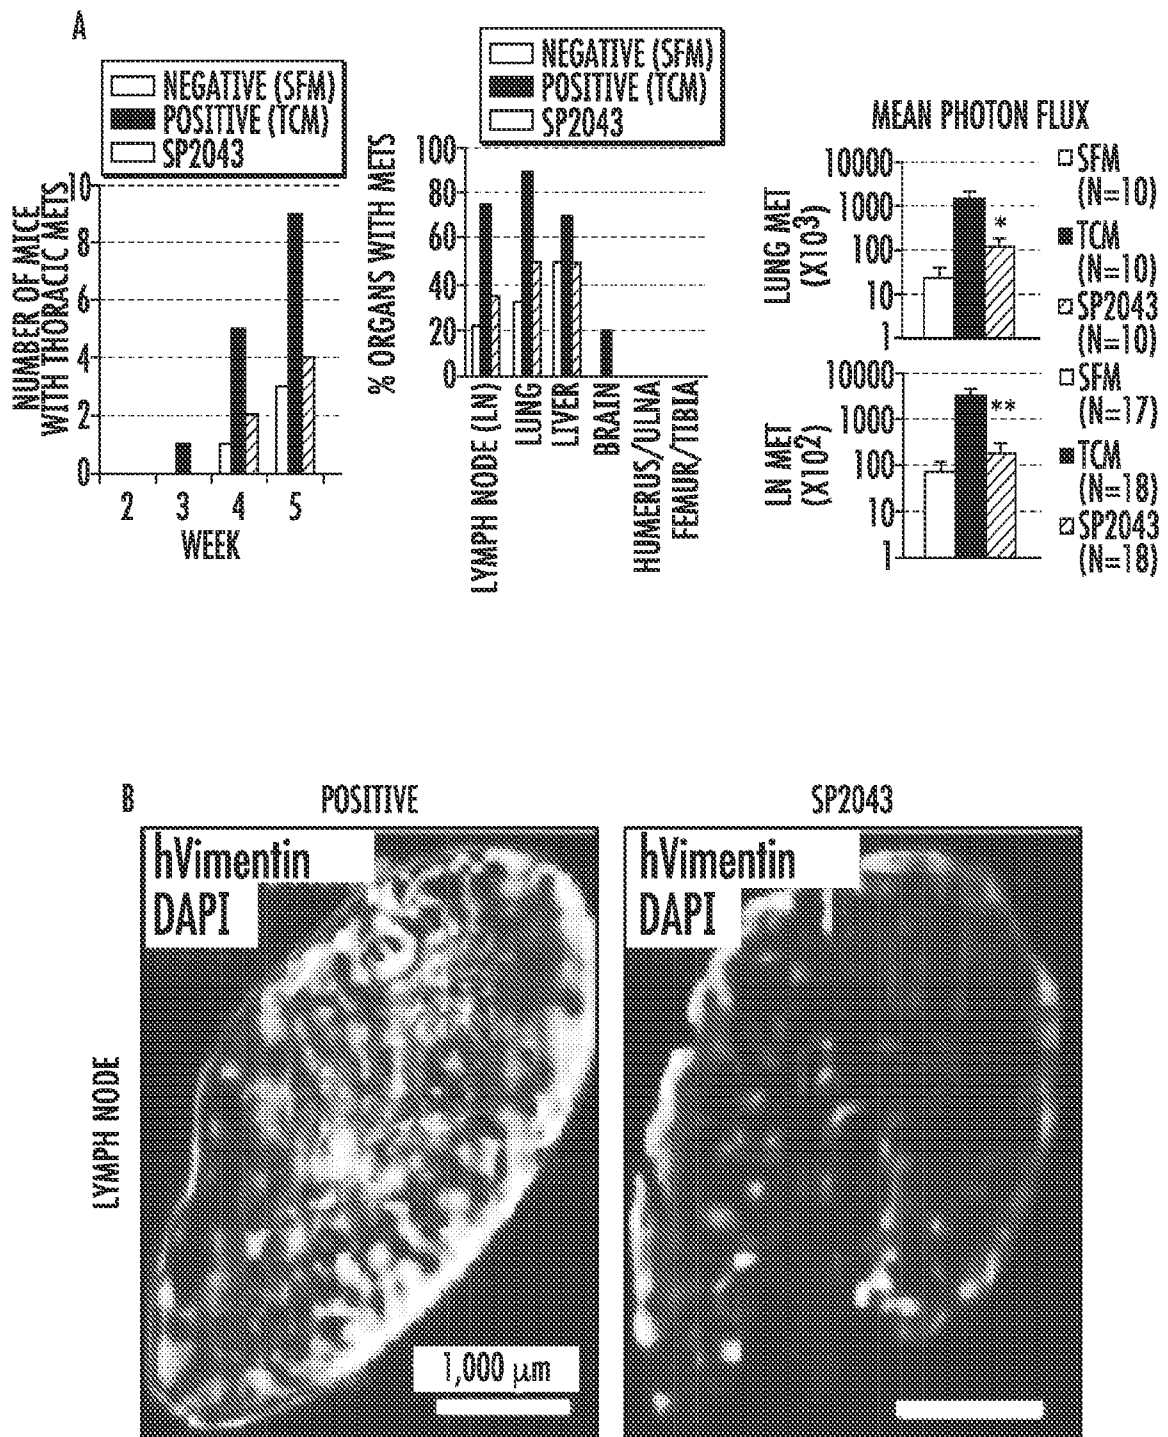 A
NEGATIVE (SFM)
POSITIVE (TCM)
SP2043
NUMBER OF MICE
WITH THORACIC METS
10
8
6
4
2
0
2 3 4 5
WEEK
NEGATIVE (SFM)
POSITIVE (TCM)
SP2043
% ORGANS WITH METS
100
80
60
40
20
0
LYMPH NODE (LN)
LUNG
LIVER
BRAIN
HUMERUS/ULNA
FEMUR/TIBIA
MEAN PHOTON FLUX
LUNG MET
(X10³)
10000
1000
100
10
1
*
SFM
(N=10)
TCM
(N=10)
SP2043
(N=10)
LN MET
(X10²)
10000
1000
100
10
1
**
SFM
(N=17)
TCM
(N=18)
SP2043
(N=18)
B
POSITIVE
SP2043
LYMPH NODE
hVimentin
DAPI
1,000 µm
hVimentin
DAPI